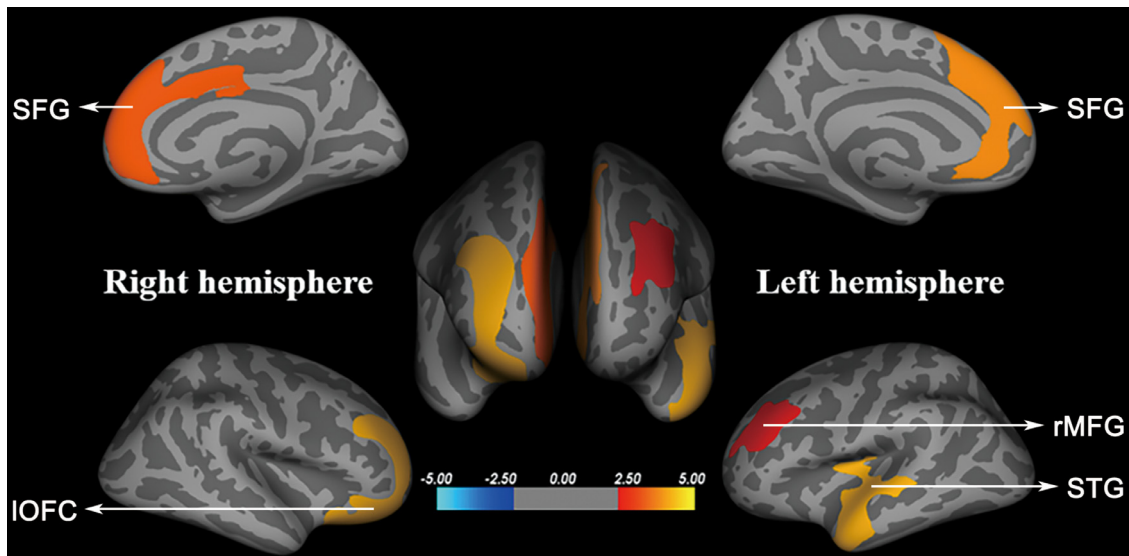 SFG
SFG
Right hemisphere
Left hemisphere
rMFG
STG
lOFC
-5.00 -2.50 0.00 2.50 5.00